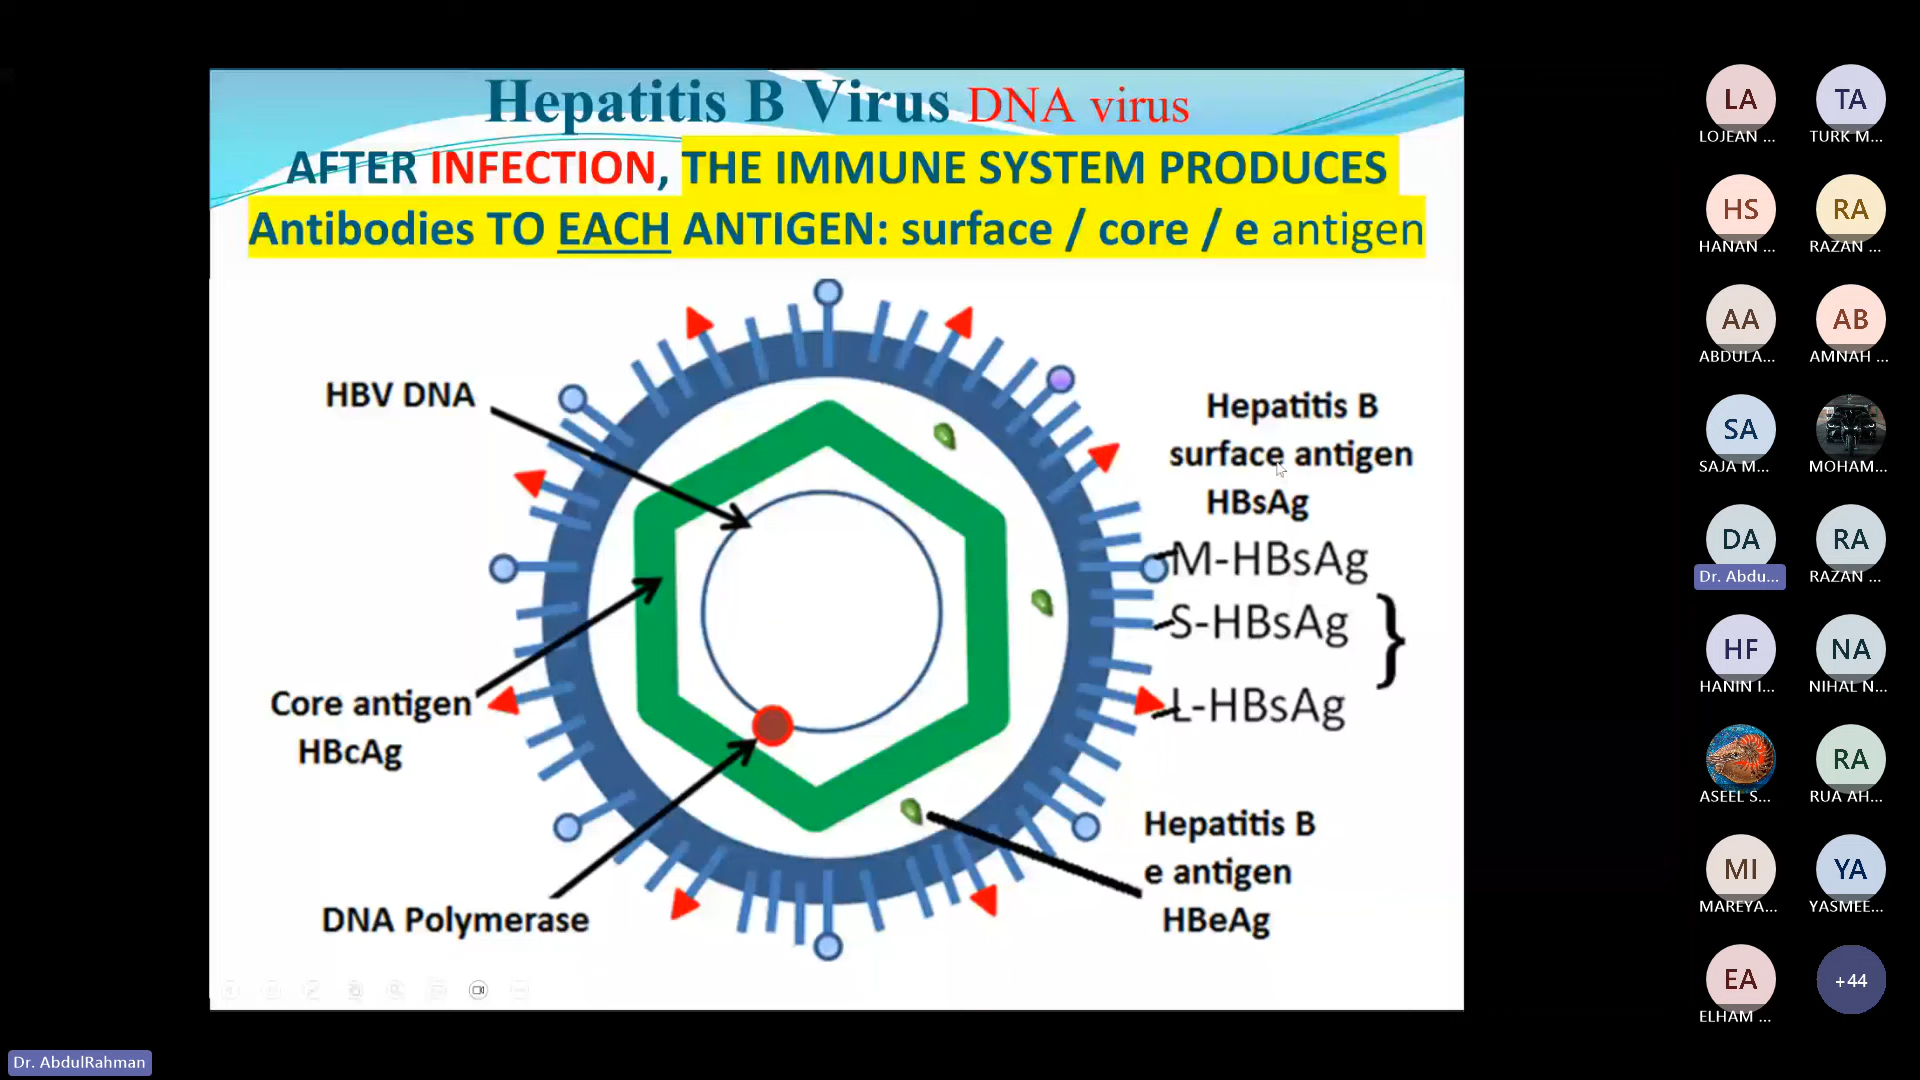 Hepatitis B Virus DNA virus
AFTER INFECTION, THE IMMUNE SYSTEM PRODUCES
Antibodies TO EACH ANTIGEN: surface / core / e antigen
HBV DNA
Hepatitis B
surface antigen
HBsAg
M-HBsAg
S-HBsAg
}
L-HBsAg
Core antigen
HBcAg
DNA Polymerase
Hepatitis B
e antigen
HBeAg
LA
LOJEAN ...
TA
TURK M...
HS
HANAN ...
RA
RAZAN ...
AA
ABDULA...
AB
AMNAH ...
SA
SAJA M...
MOHAM...
DA
Dr. Abdu...
RA
RAZAN ...
HF
HANIN I...
NA
NIHAL N...
ASEEL S...
RA
RUA AH...
MI
MAREYA...
YA
YASMEE...
EA
ELHAM ...
+44
Dr. AbdulRahman